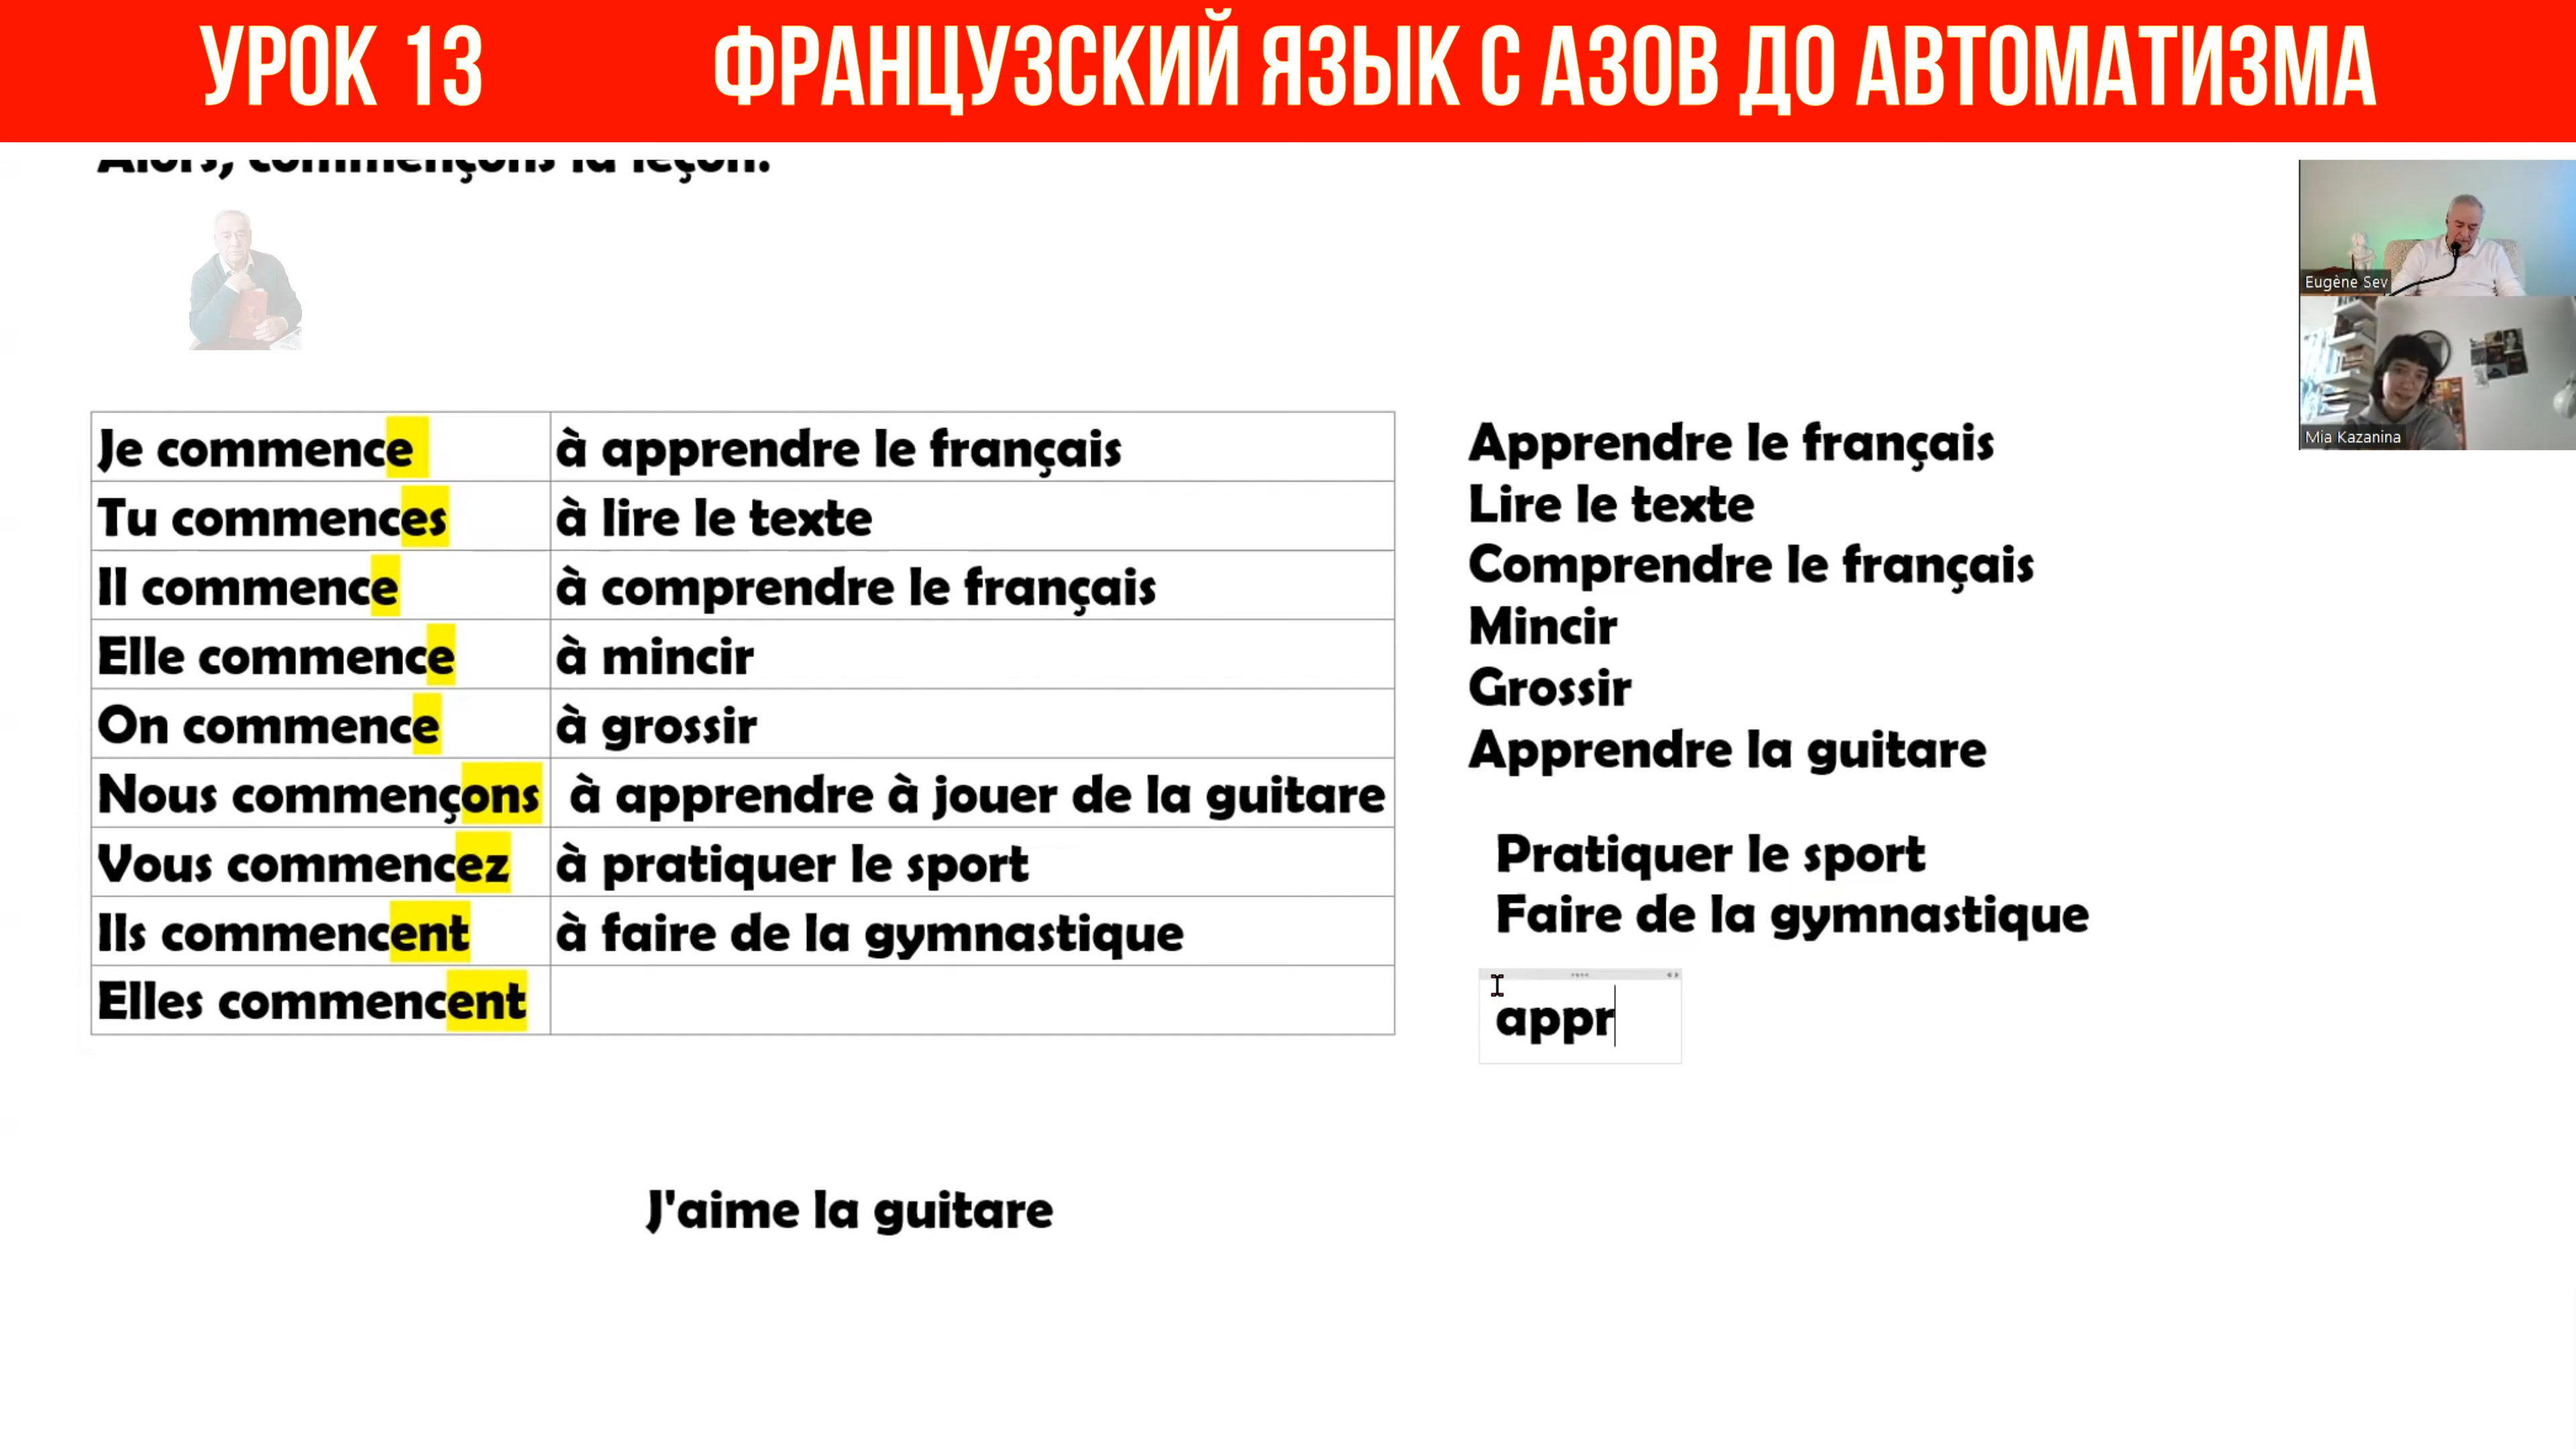 УРОК 13 ФРАНЦУЗСКИЙ ЯЗЫК С АЗОВ ДО АВТОМАТИЗМА
Alors, commençons la leçon.
Eugène Sev
Mia Kazanina
Je commence à apprendre le français
Tu commences à lire le texte
Il commence à comprendre le français
Elle commence à mincir
On commence à grossir
Nous commençons à apprendre à jouer de la guitare
Vous commencez à pratiquer le sport
Ils commencent à faire de la gymnastique
Elles commencent
Apprendre le français
Lire le texte
Comprendre le français
Mincir
Grossir
Apprendre la guitare
Pratiquer le sport
Faire de la gymnastique
appr
J'aime la guitare